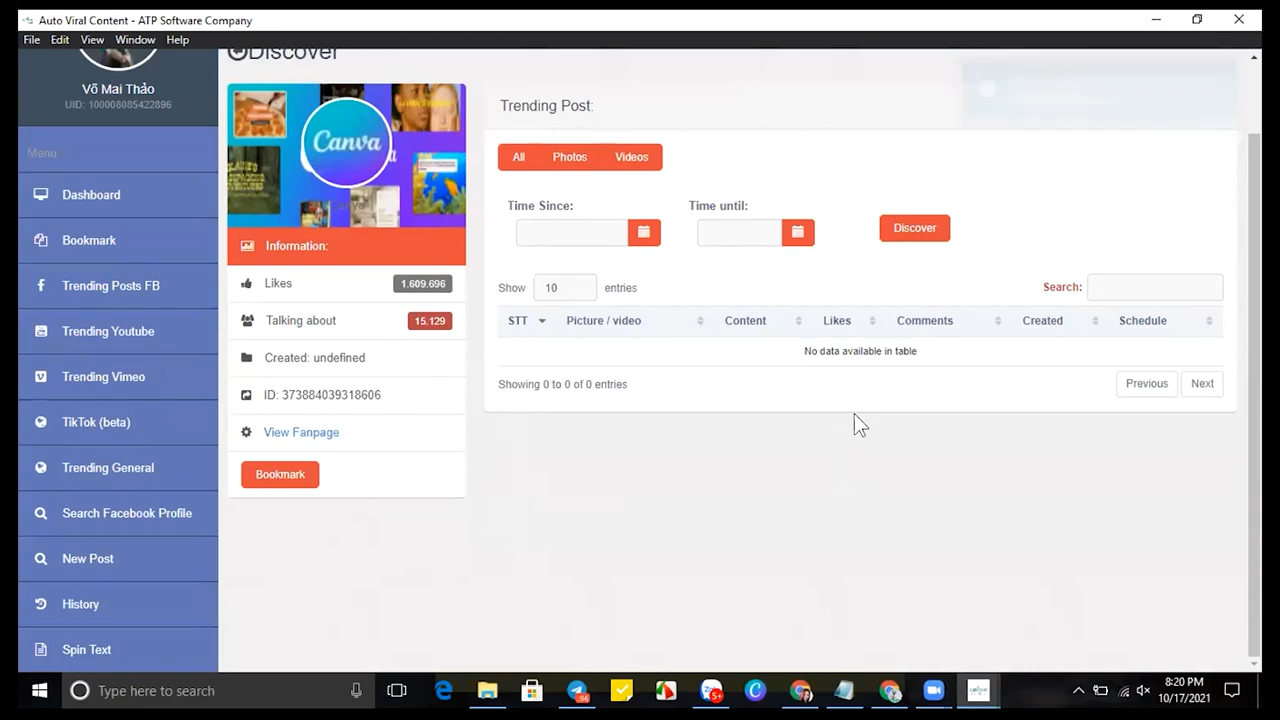 Auto Viral Content - ATP Software Company
File Edit View Window Help
Discover
Võ Mai Thảo
UID: 100008085422896
Menu
Dashboard
Bookmark
Trending Posts FB
Trending Youtube
Trending Vimeo
TikTok (beta)
Trending General
Search Facebook Profile
New Post
History
Spin Text
Canva
Information:
Likes 1.609.696
Talking about 15.129
Created: undefined
ID: 373884039318606
View Fanpage
Bookmark
Trending Post:
All Photos Videos
Time Since: Time until:
Discover
Show 10 entries Search:
STT Picture / video Content Likes Comments Created Schedule
No data available in table
Showing 0 to 0 of 0 entries Previous Next
Type here to search
8:20 PM
10/17/2021